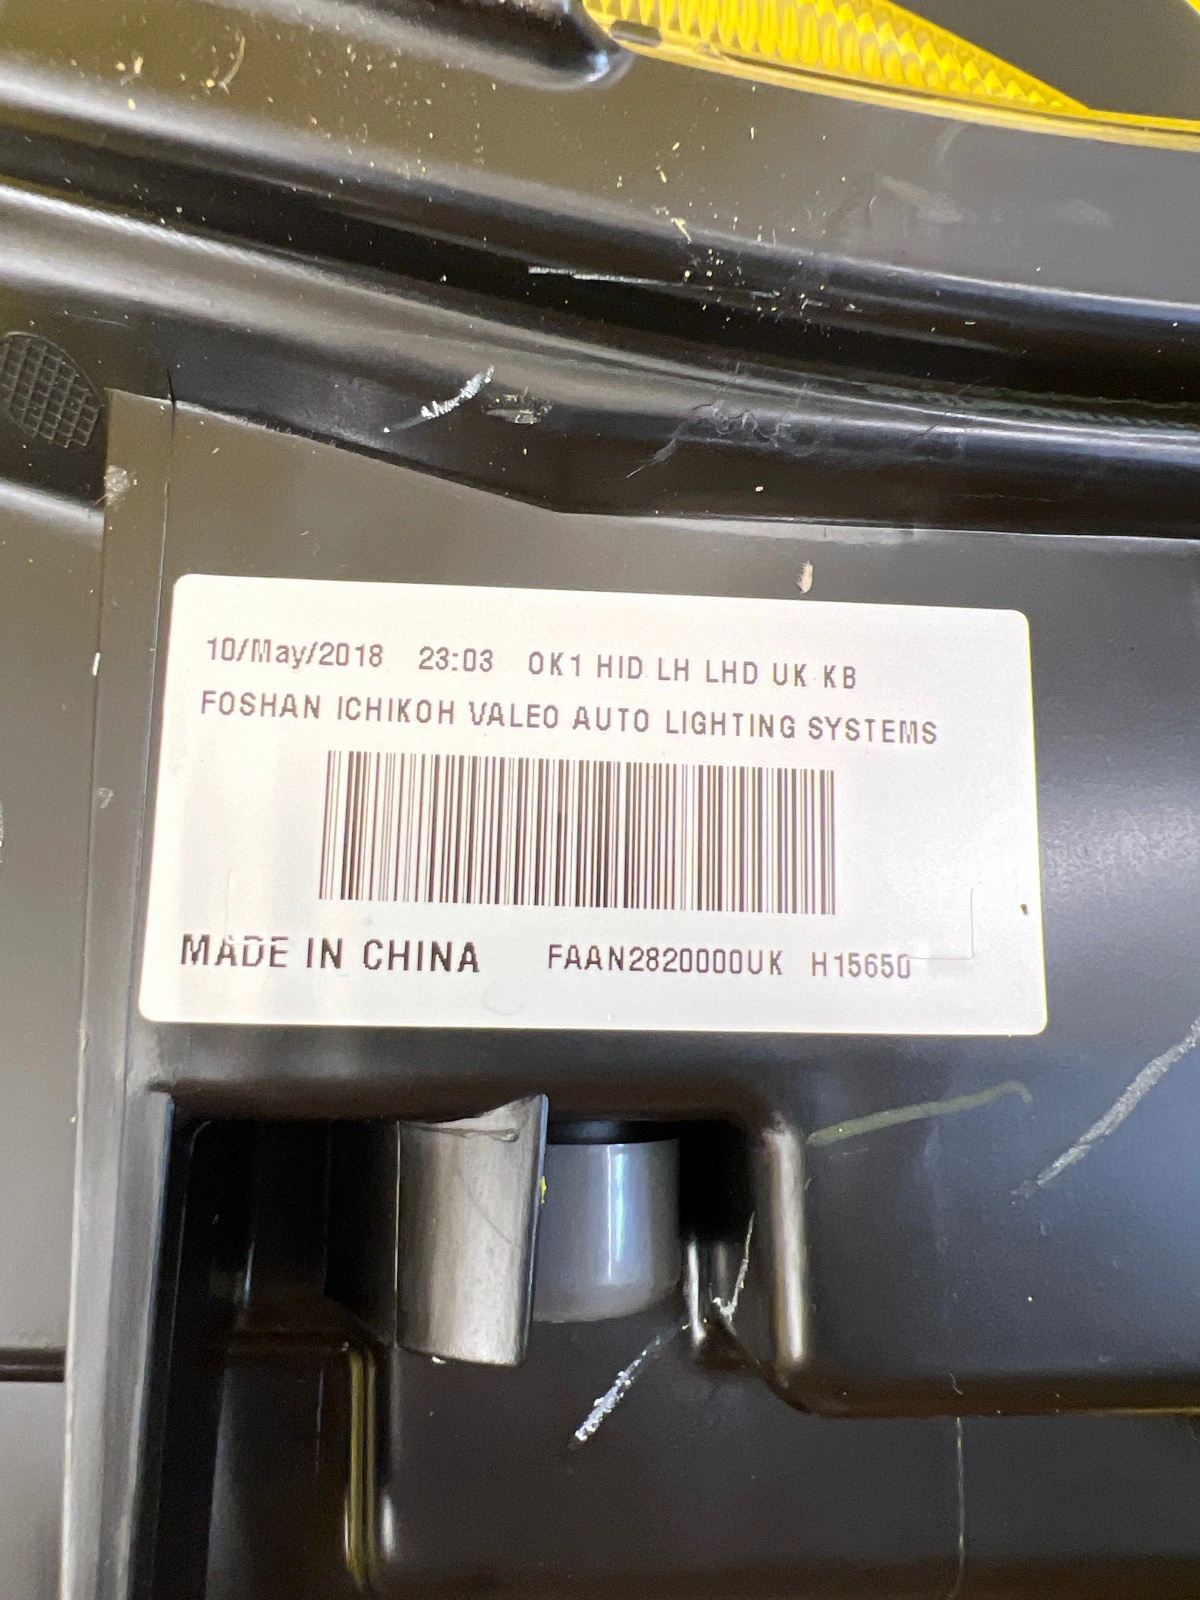 10/May/2018 23:03 OK1 HID LH LHD UK KB
FOSHAN ICHIKOH VALEO AUTO LIGHTING SYSTEMS
MADE IN CHINA FAAN2820000UK H15650